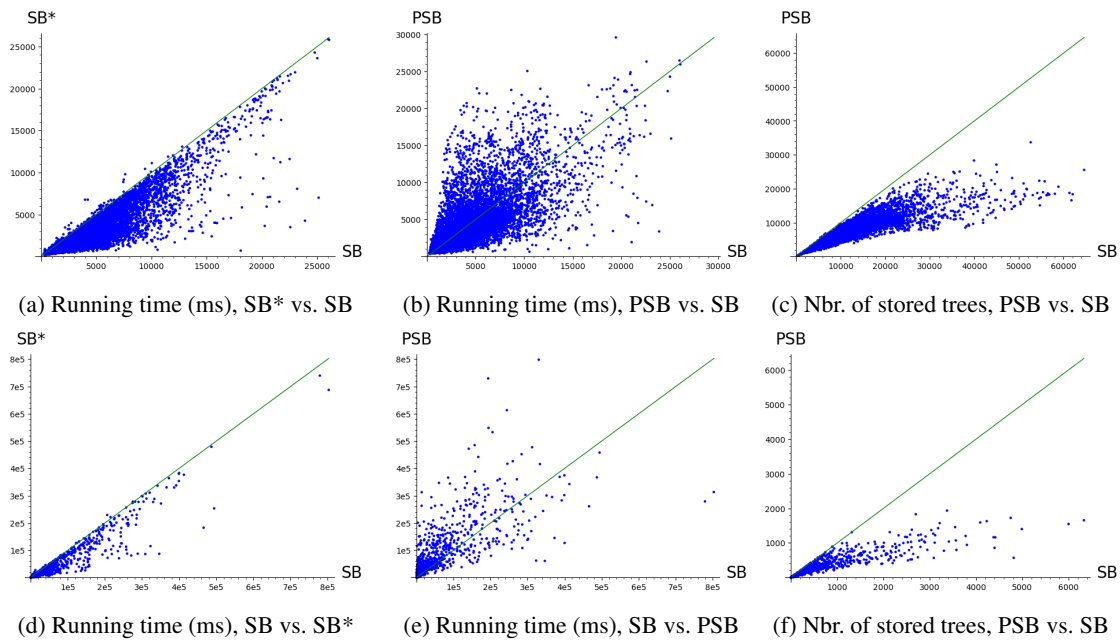 SB* PSB PSB
25000 30000 60000
20000 25000 50000
15000 20000 40000
10000 15000 30000
5000 10000 20000
5000 10000
SB SB SB
5000 10000 15000 20000 25000 5000 10000 15000 20000 25000 30000 10000 20000 30000 40000 50000 60000
(a) Running time (ms), SB* vs. SB (b) Running time (ms), PSB vs. SB (c) Nbr. of stored trees, PSB vs. SB
SB* PSB PSB
8e5 8e5 6000
7e5 7e5 5000
6e5 6e5 4000
5e5 5e5 3000
4e5 4e5 2000
3e5 3e5 1000
2e5 2e5
1e5 1e5
SB SB SB
1e5 2e5 3e5 4e5 5e5 6e5 7e5 8e5 1e5 2e5 3e5 4e5 5e5 6e5 7e5 8e5 1000 2000 3000 4000 5000 6000
(d) Running time (ms), SB vs. SB* (e) Running time (ms), SB vs. PSB (f) Nbr. of stored trees, PSB vs. SB